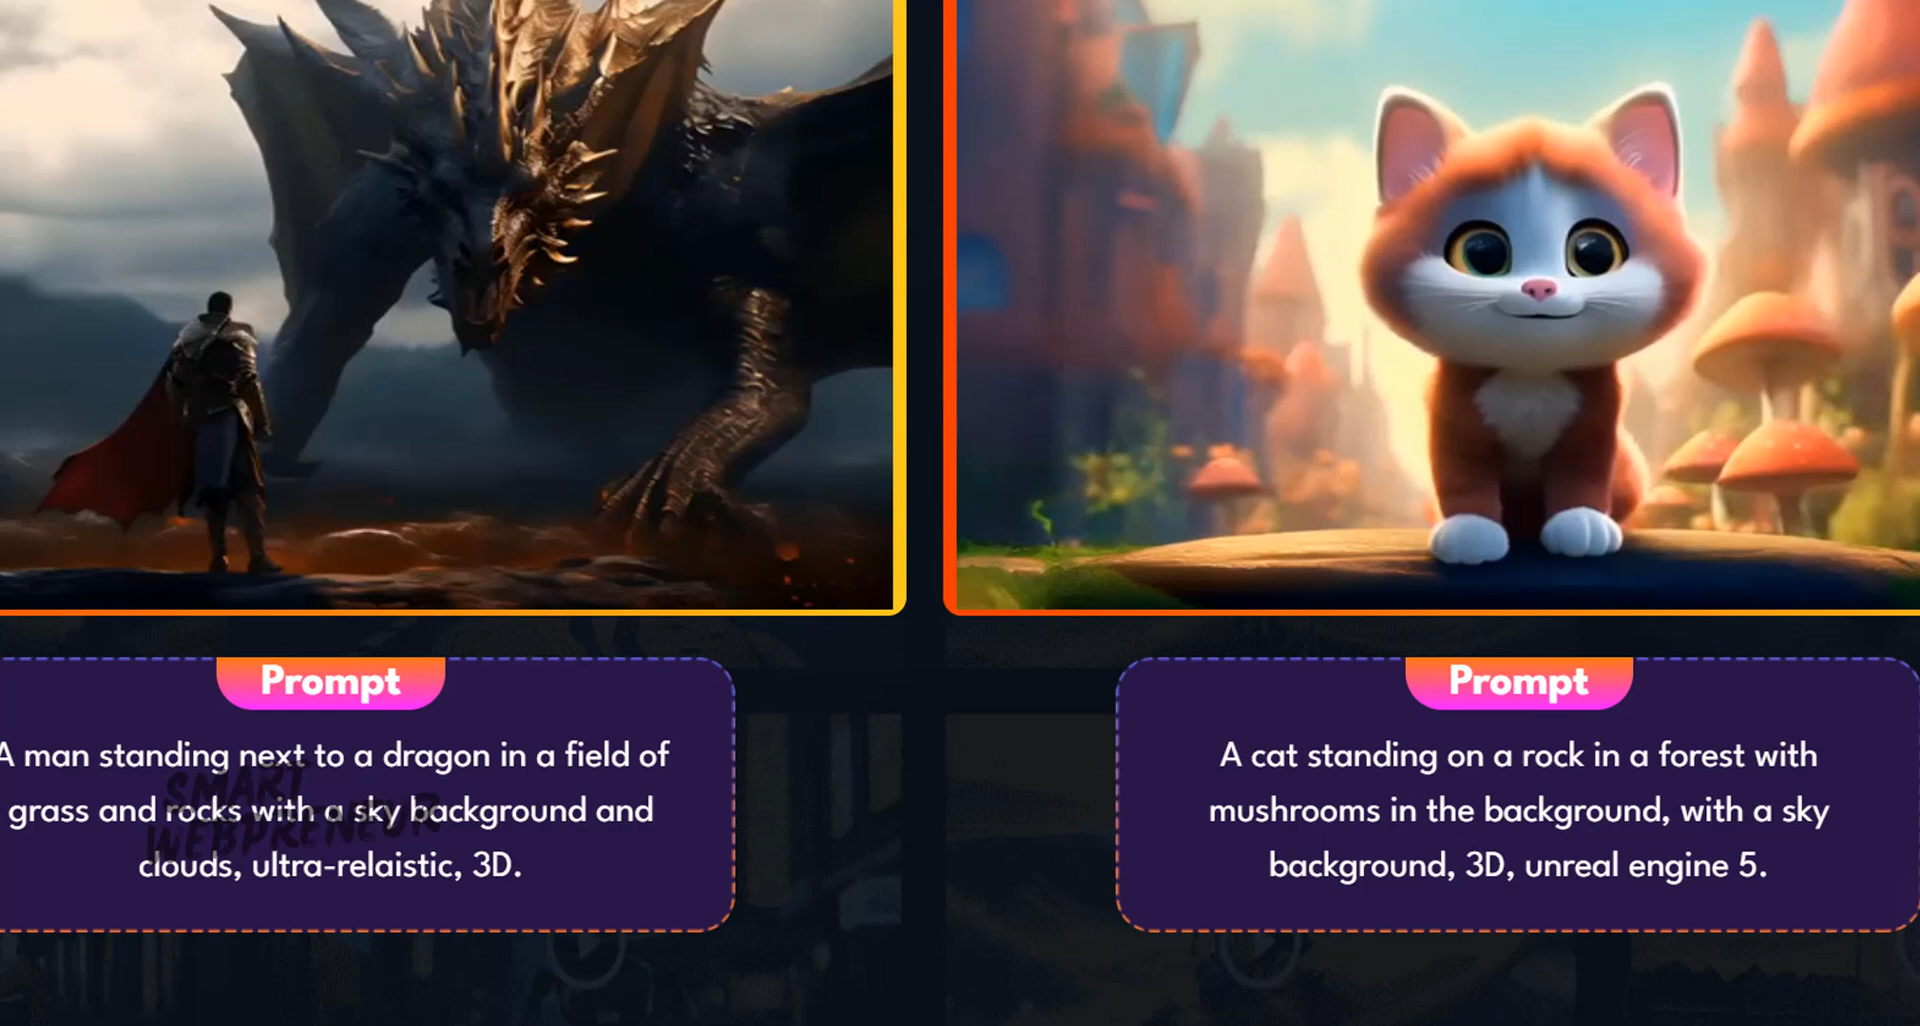 Prompt
A man standing next to a dragon in a field of
grass and rocks with a sky background and
clouds, ultra-relaistic, 3D.
SMART
WEBPRENEUR
Prompt
A cat standing on a rock in a forest with
mushrooms in the background, with a sky
background, 3D, unreal engine 5.